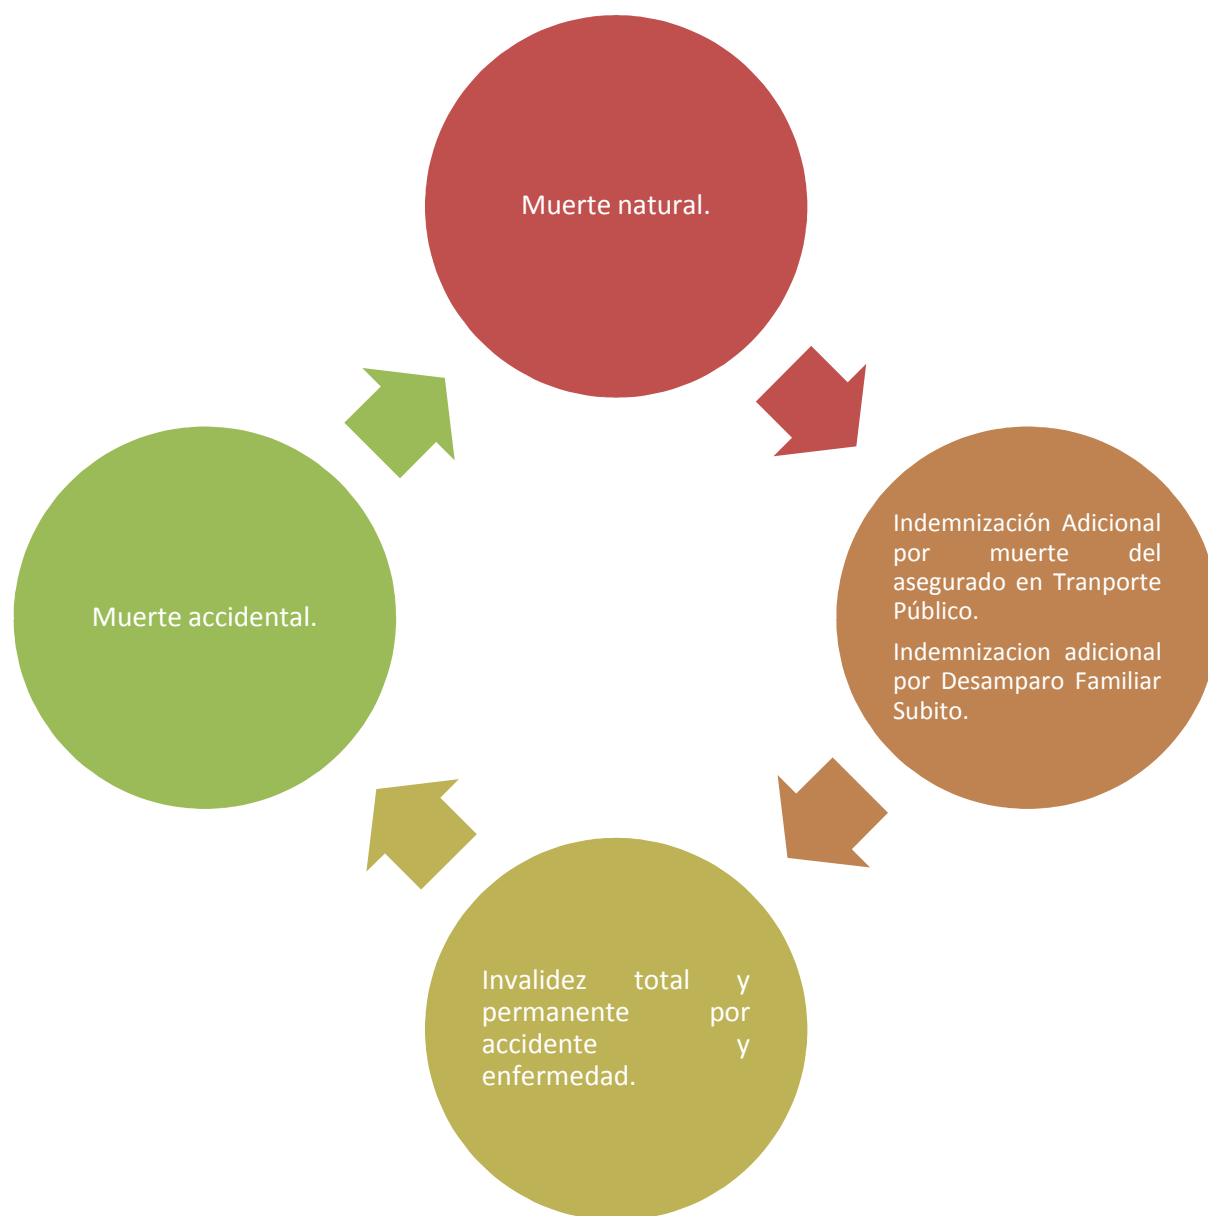 Muerte natural.
Indemnización Adicional
por muerte del
asegurado en Tranporte
Público.
Indemnizacion adicional
por Desamparo Familiar
Subito.
Muerte accidental.
Invalidez total y
permanente por
accidente y
enfermedad.